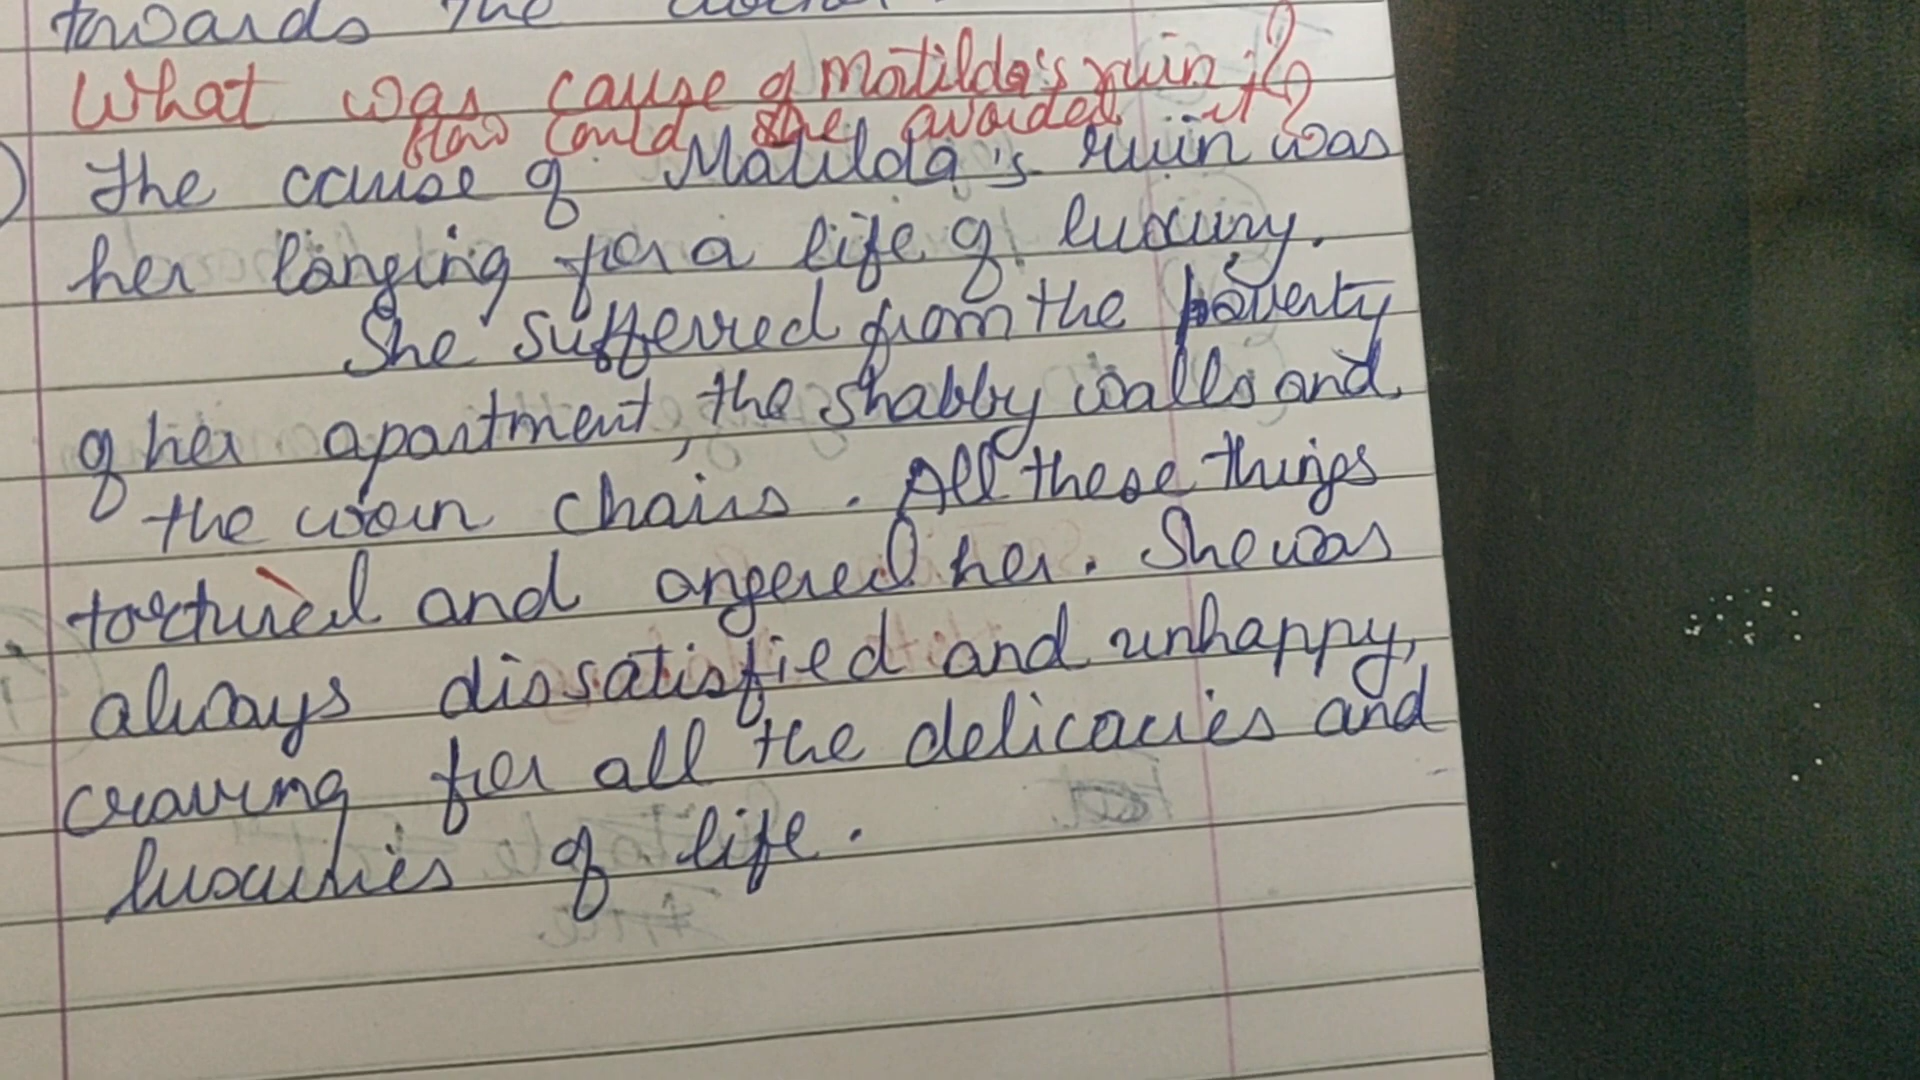 towards the
What was cause of Matilda's ruin ?
How could she avoided it?
The cause of Matilda's ruin was
her longing for a life of luxury.
She sufferred from the poverty
of her apartment, the shabby walls and
the worn chairs. All these things
tortured and angered her. She was
always dissatisfied and unhappy,
craving for all the delicacies and
luxuries of life.